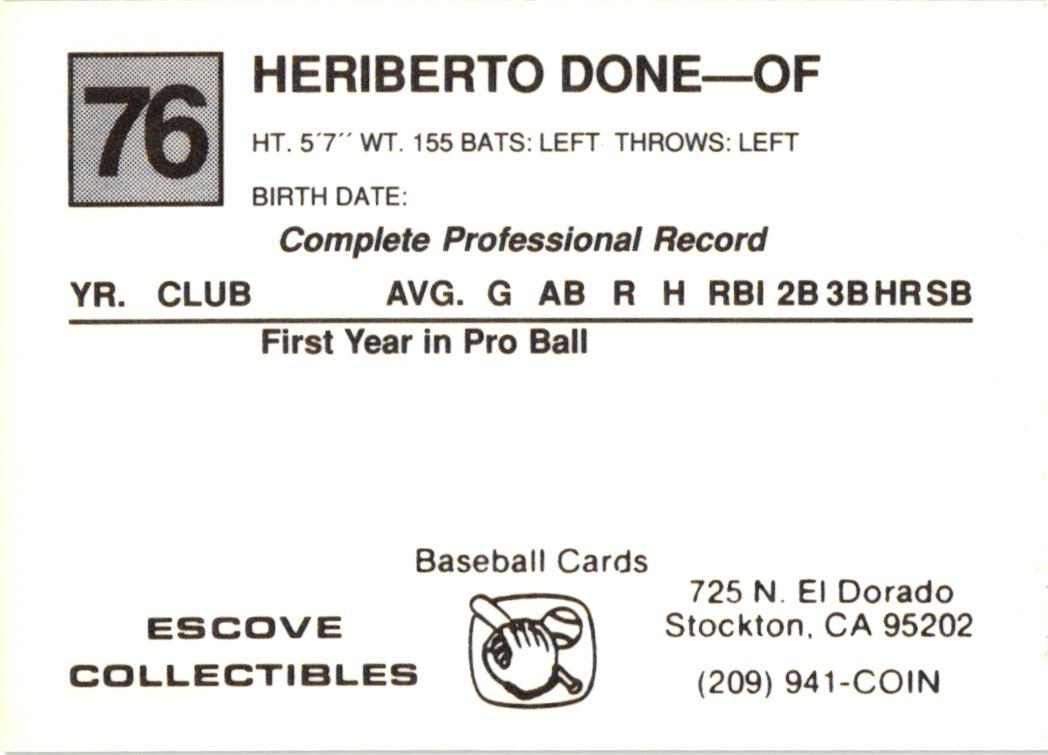 76
HERIBERTO DONE—OF
HT. 5´7´´ WT. 155 BATS: LEFT THROWS: LEFT
BIRTH DATE:
Complete Professional Record
YR. CLUB AVG. G AB R H RBI 2B 3B HR SB
First Year in Pro Ball
Baseball Cards
ESCOVE
COLLECTIBLES
725 N. El Dorado
Stockton, CA 95202
(209) 941-COIN